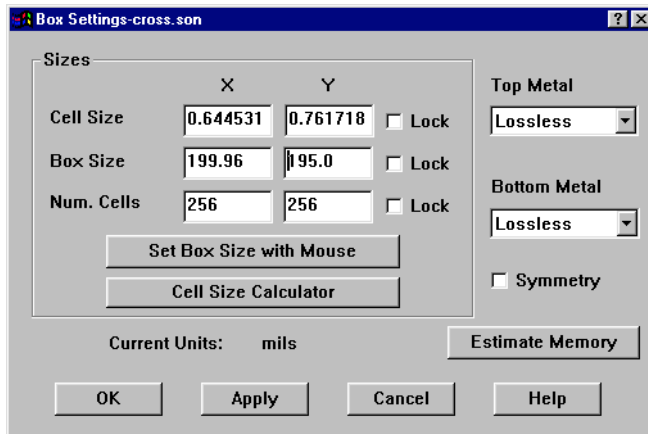 Box Settings-cross.son
Sizes
X Y
Top Metal
Cell Size 0.644531 0.761718 Lock
Lossless
Box Size 199.96 195.0 Lock
Bottom Metal
Num. Cells 256 256 Lock
Lossless
Set Box Size with Mouse
Cell Size Calculator
Symmetry
Current Units: mils
Estimate Memory
OK Apply Cancel Help